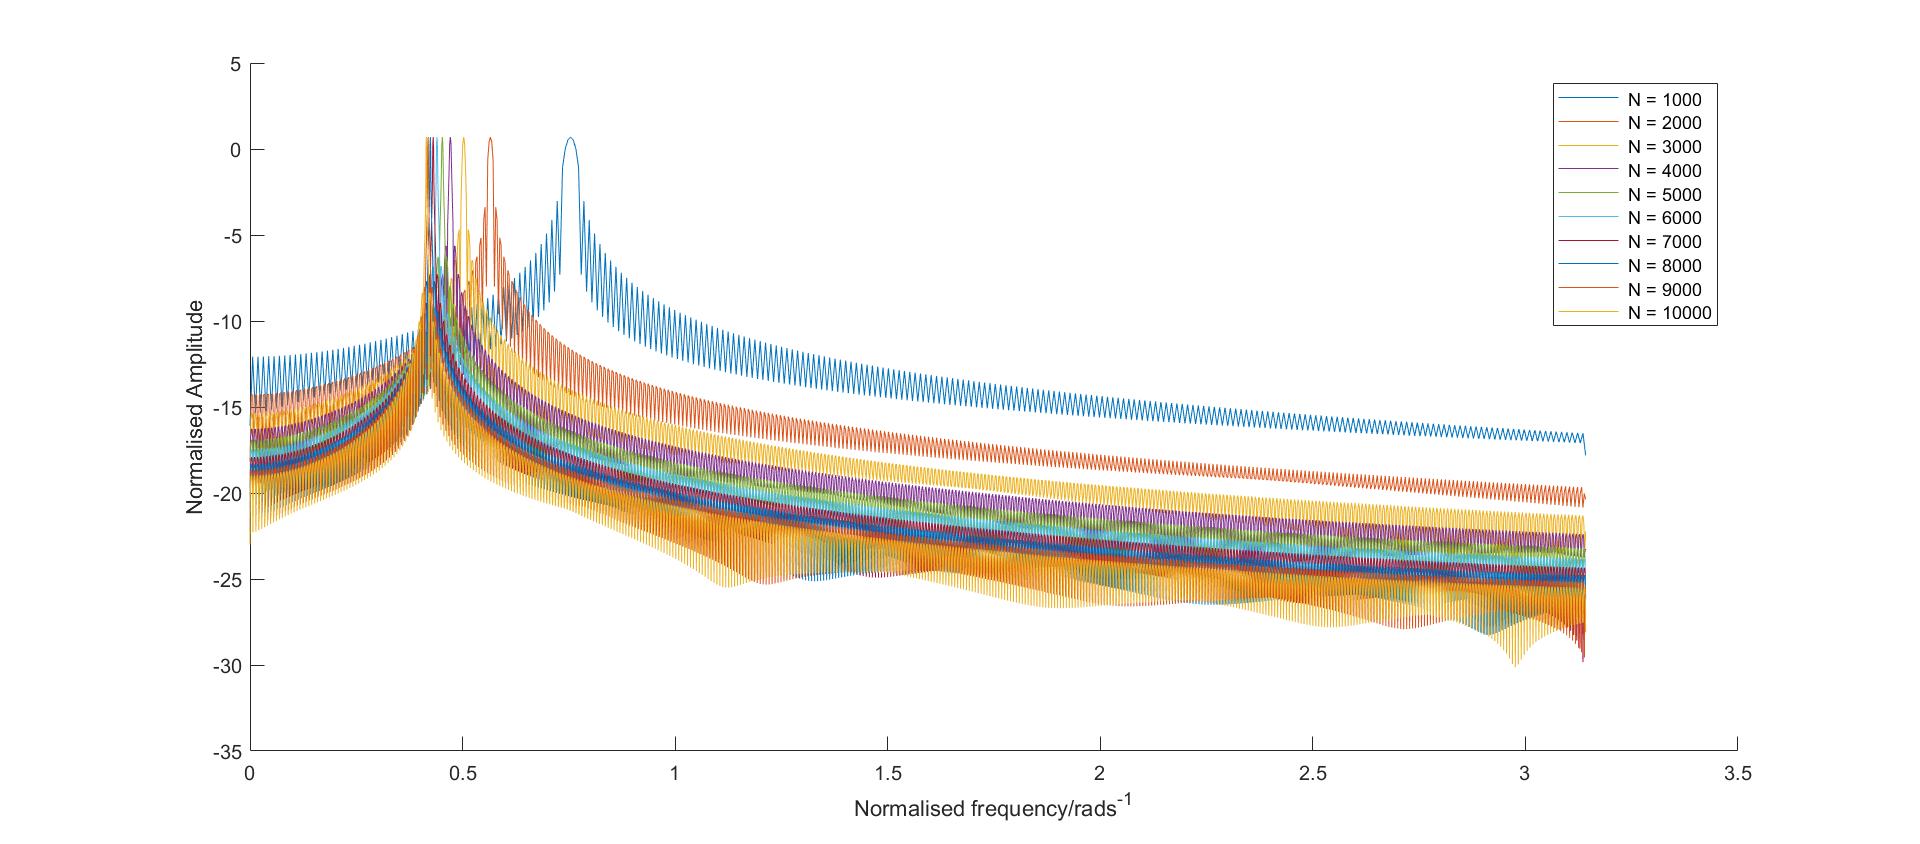 5
0
-5
-10
-15
-20
-25
-30
-35
Normalised Amplitude
0
0.5
1
1.5
2
2.5
3
3.5
Normalised frequency/rads-1
N = 1000
N = 2000
N = 3000
N = 4000
N = 5000
N = 6000
N = 7000
N = 8000
N = 9000
N = 10000